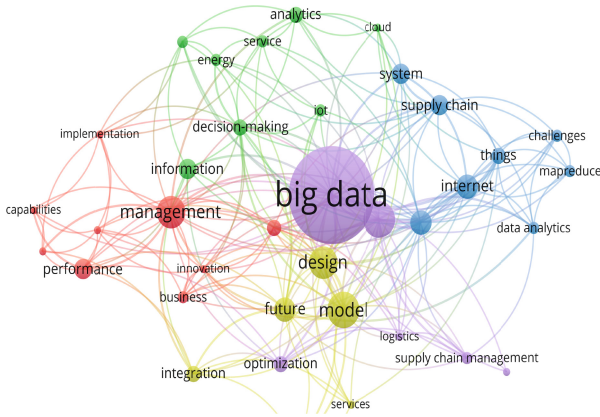 analytics
cloud
service
energy
system
supply chain
iot
decision-making
implementation
challenges
things
information
mapreduce
internet
big data
capabilities
management
data analytics
design
performance
innovation
business
future
model
logistics
supply chain management
optimization
integration
services